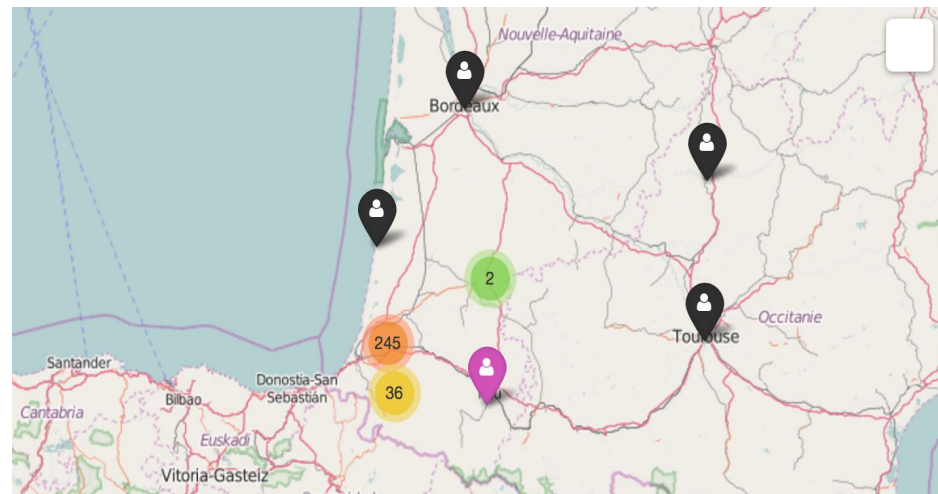 Nouvelle-Aquitaine
Bordeaux
2
Toulouse
Occitanie
245
Santander
36
Donostia-San
Sebastián
Bilbao
Cantabria
Euskadi
Vitoria-Gasteiz